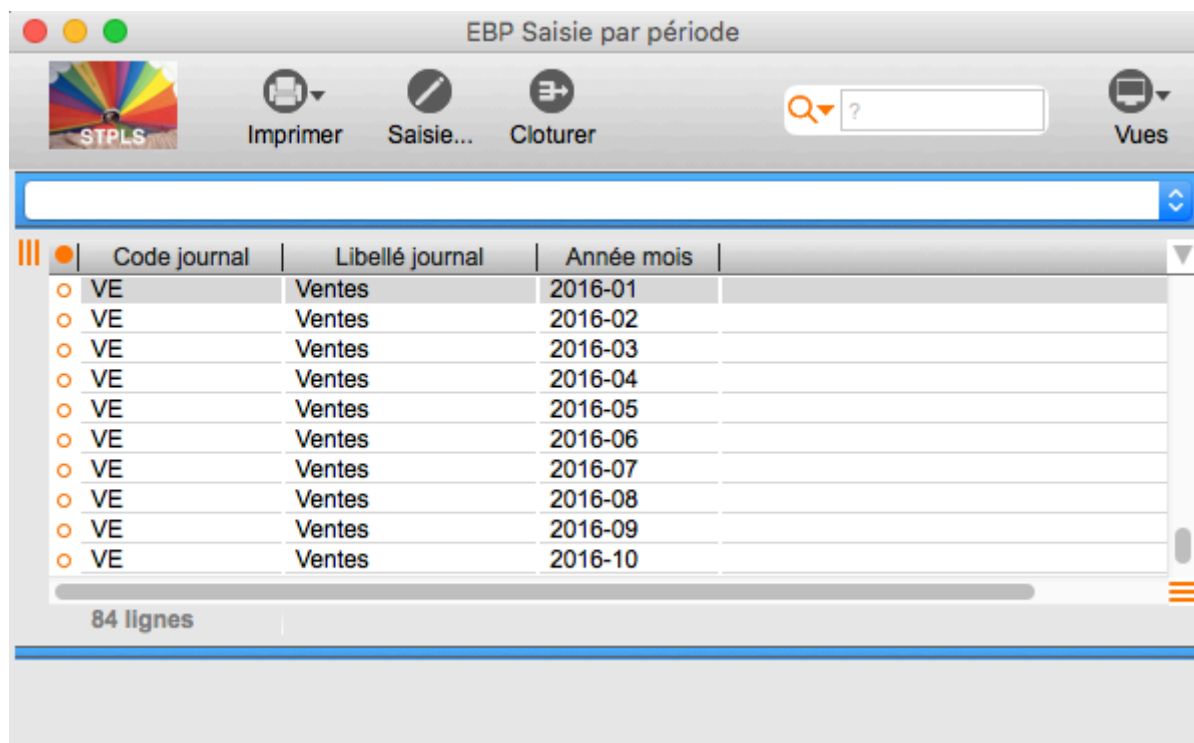 EBP Saisie par période
STPLS
Imprimer Saisie... Cloturer ? Vues
Code journal Libellé journal Année mois
VE Ventes 2016-01
VE Ventes 2016-02
VE Ventes 2016-03
VE Ventes 2016-04
VE Ventes 2016-05
VE Ventes 2016-06
VE Ventes 2016-07
VE Ventes 2016-08
VE Ventes 2016-09
VE Ventes 2016-10
84 lignes